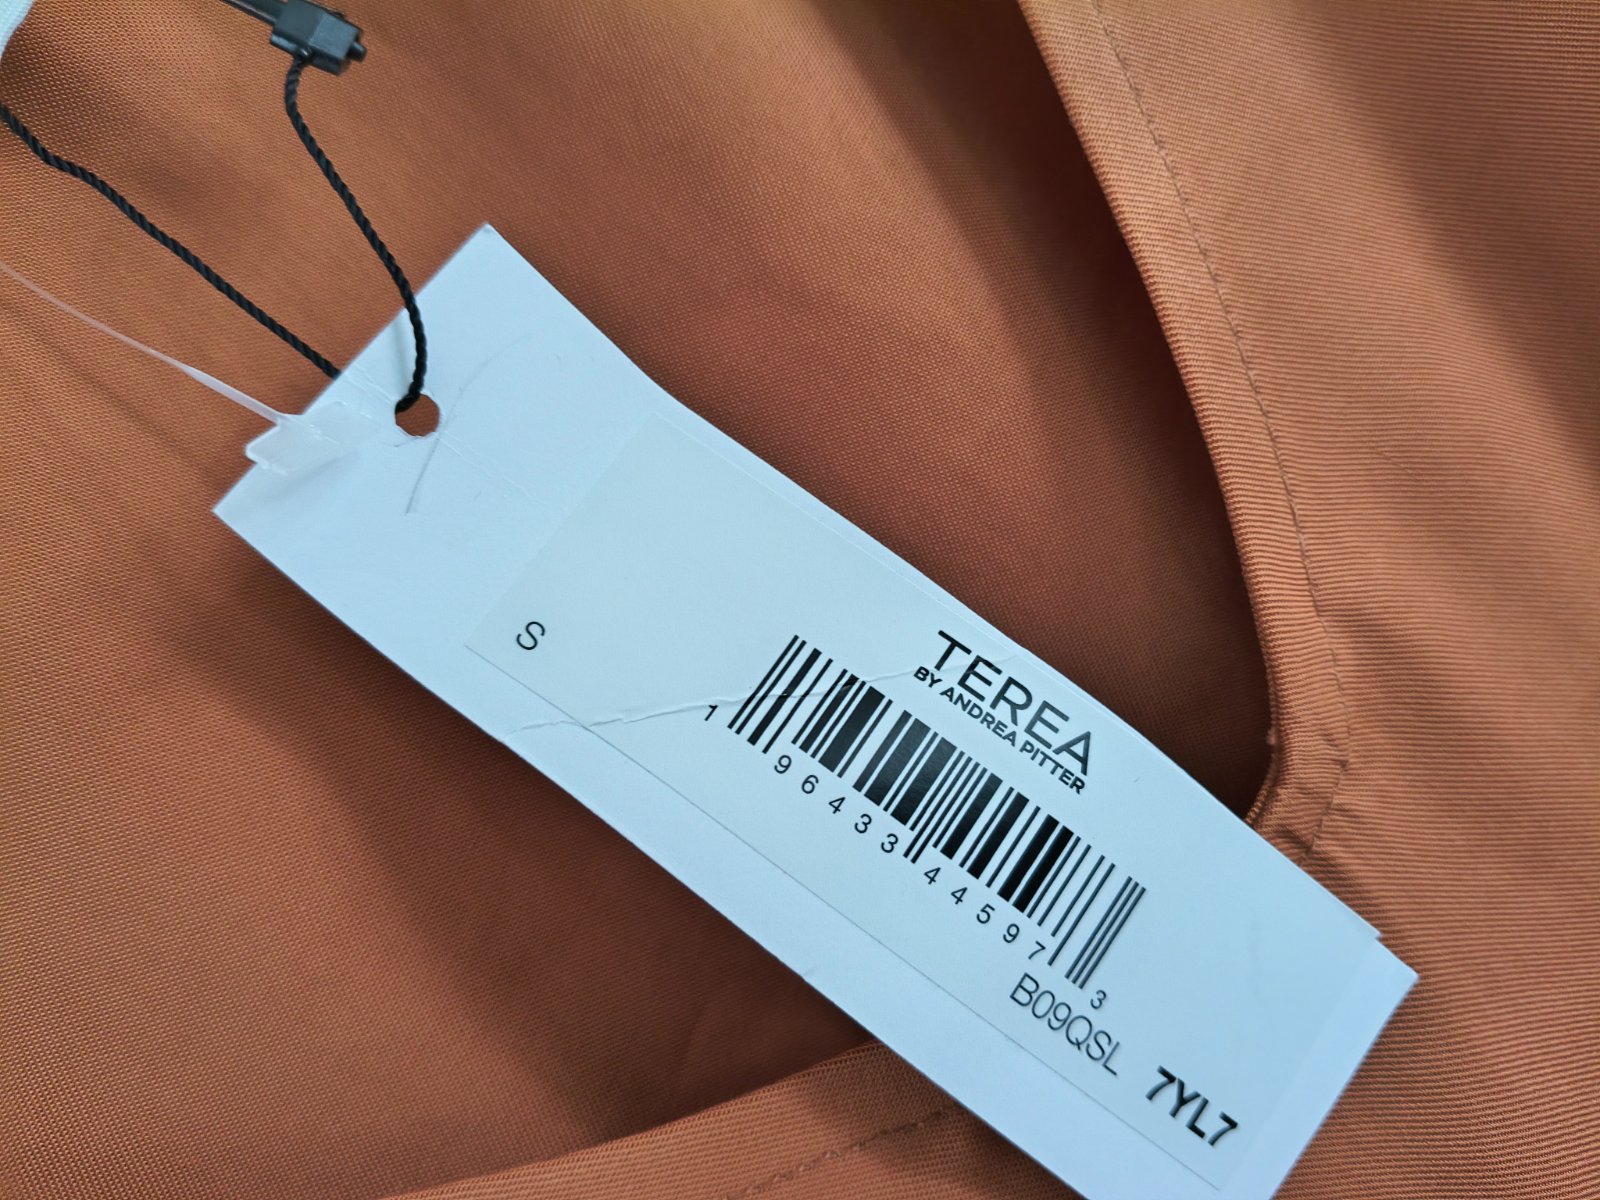 S
TEREA
BY ANDREA PITTER
1 96433 44597 3
B09QSL 7YL7